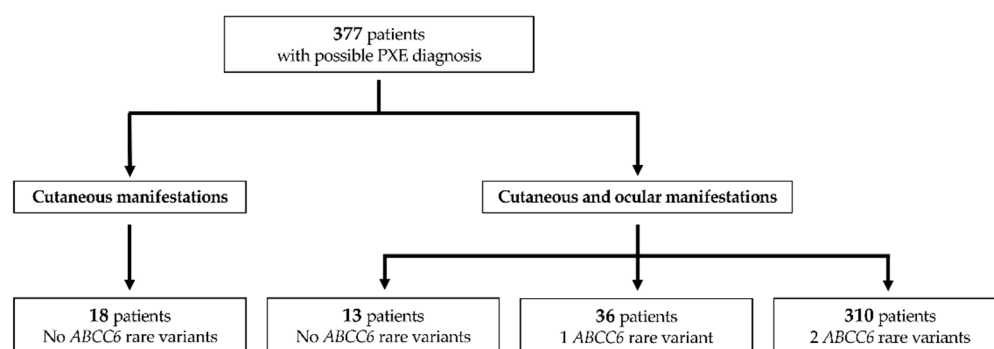 377 patients
with possible PXE diagnosis
Cutaneous manifestations
Cutaneous and ocular manifestations
18 patients
No ABCC6 rare variants
13 patients
No ABCC6 rare variants
36 patients
1 ABCC6 rare variant
310 patients
2 ABCC6 rare variants